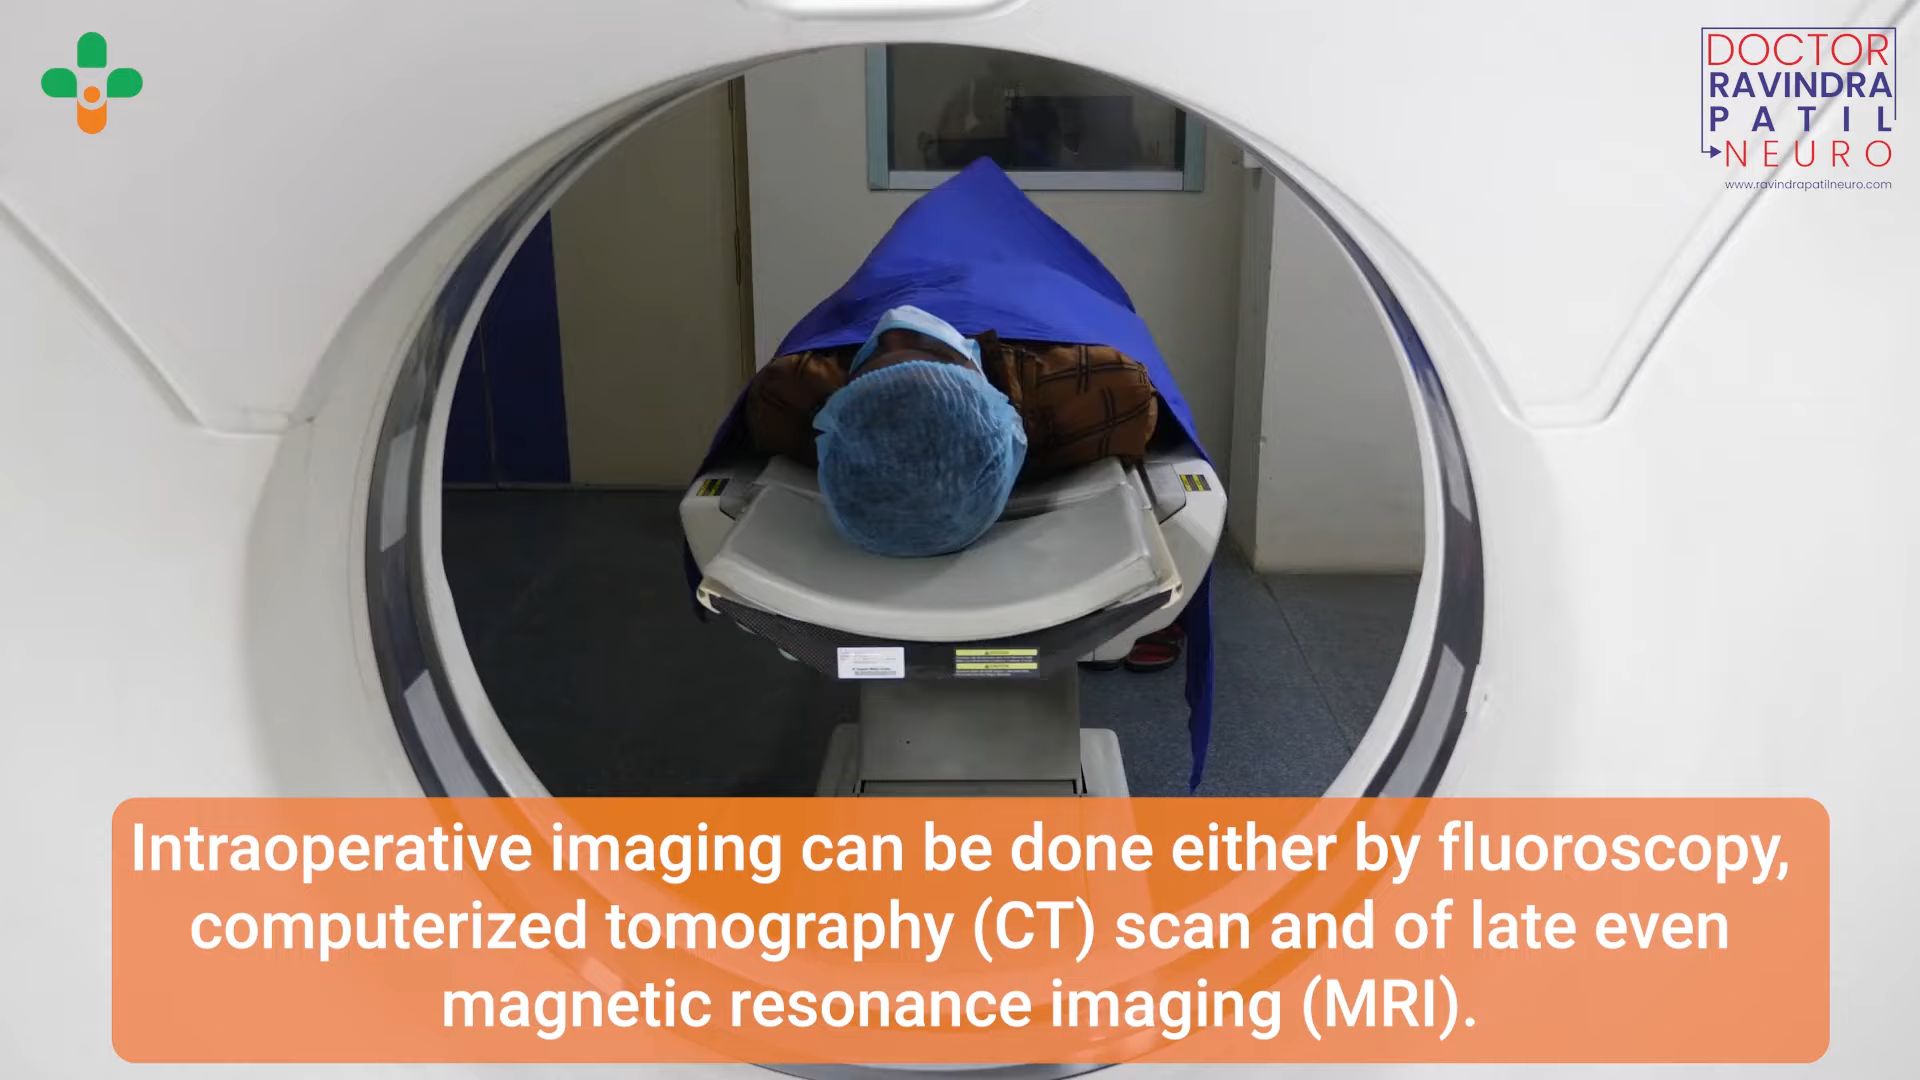 DOCTOR
RAVINDRA
PATIL
NEURO
www.ravindrapatilneuro.com
Intraoperative imaging can be done either by fluoroscopy,
computerized tomography (CT) scan and of late even
magnetic resonance imaging (MRI).